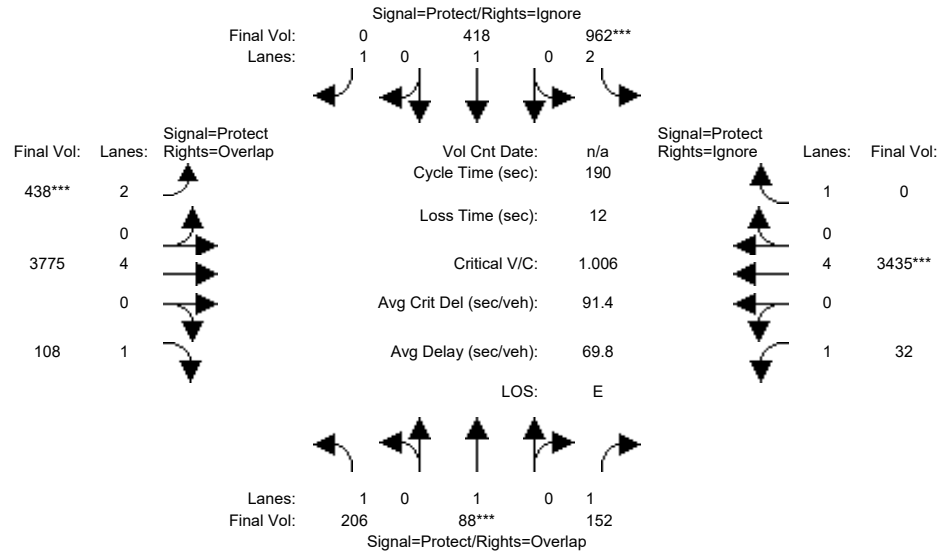 Signal=Protect/Rights=Ignore
Final Vol: 0 418 962***
Lanes: 1 0 1 0 2
Signal=Protect Signal=Protect
Final Vol: Lanes: Rights=Overlap Vol Cnt Date: n/a Rights=Ignore Lanes: Final Vol:
Cycle Time (sec): 190
438*** 2 1 0
Loss Time (sec): 12
0 0
3775 4 Critical V/C: 1.006 4 3435***
0 Avg Crit Del (sec/veh): 91.4 0
108 1 Avg Delay (sec/veh): 69.8 1 32
LOS: E
Lanes: 1 0 1 0 1
Final Vol: 206 88*** 152
Signal=Protect/Rights=Overlap